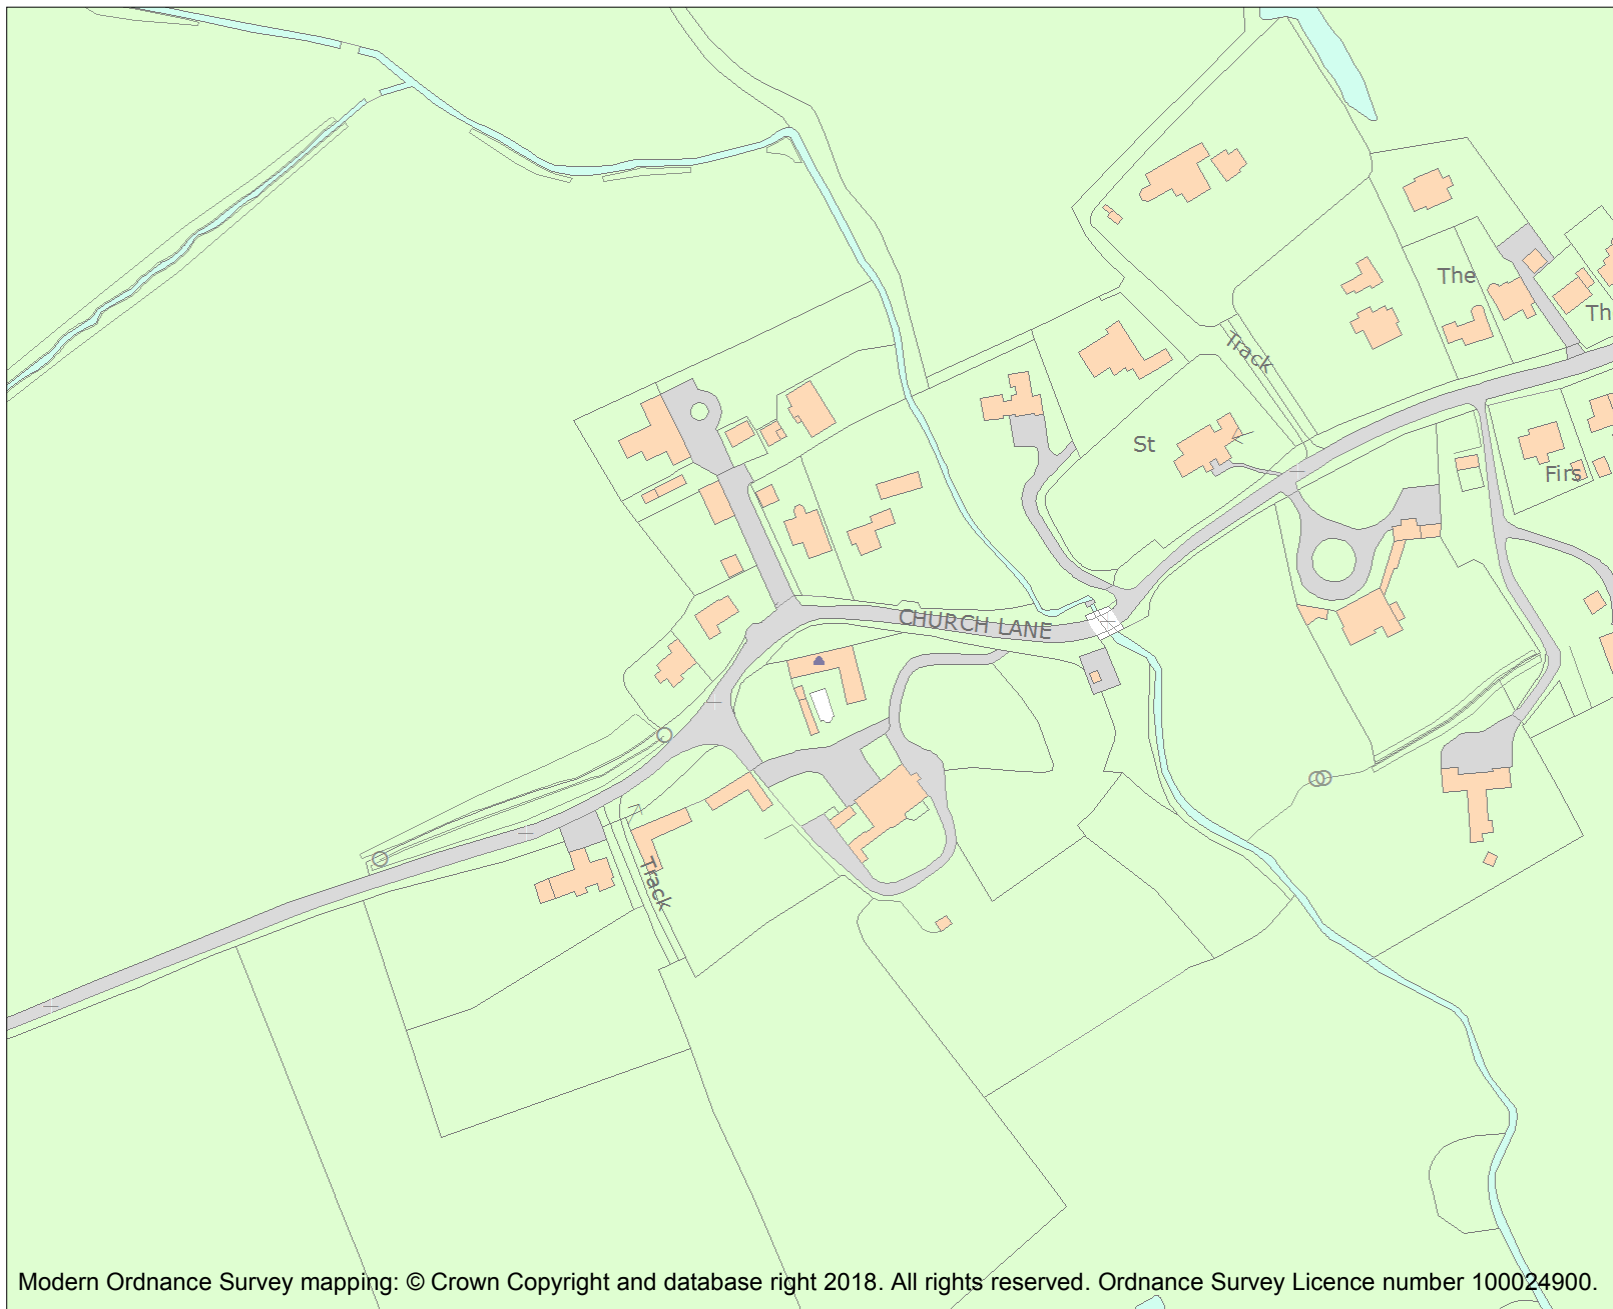 The
Th
Track
St
Firs
CHURCH LANE
Track
Modern Ordnance Survey mapping: © Crown Copyright and database right 2018. All rights reserved. Ordnance Survey Licence number 100024900.